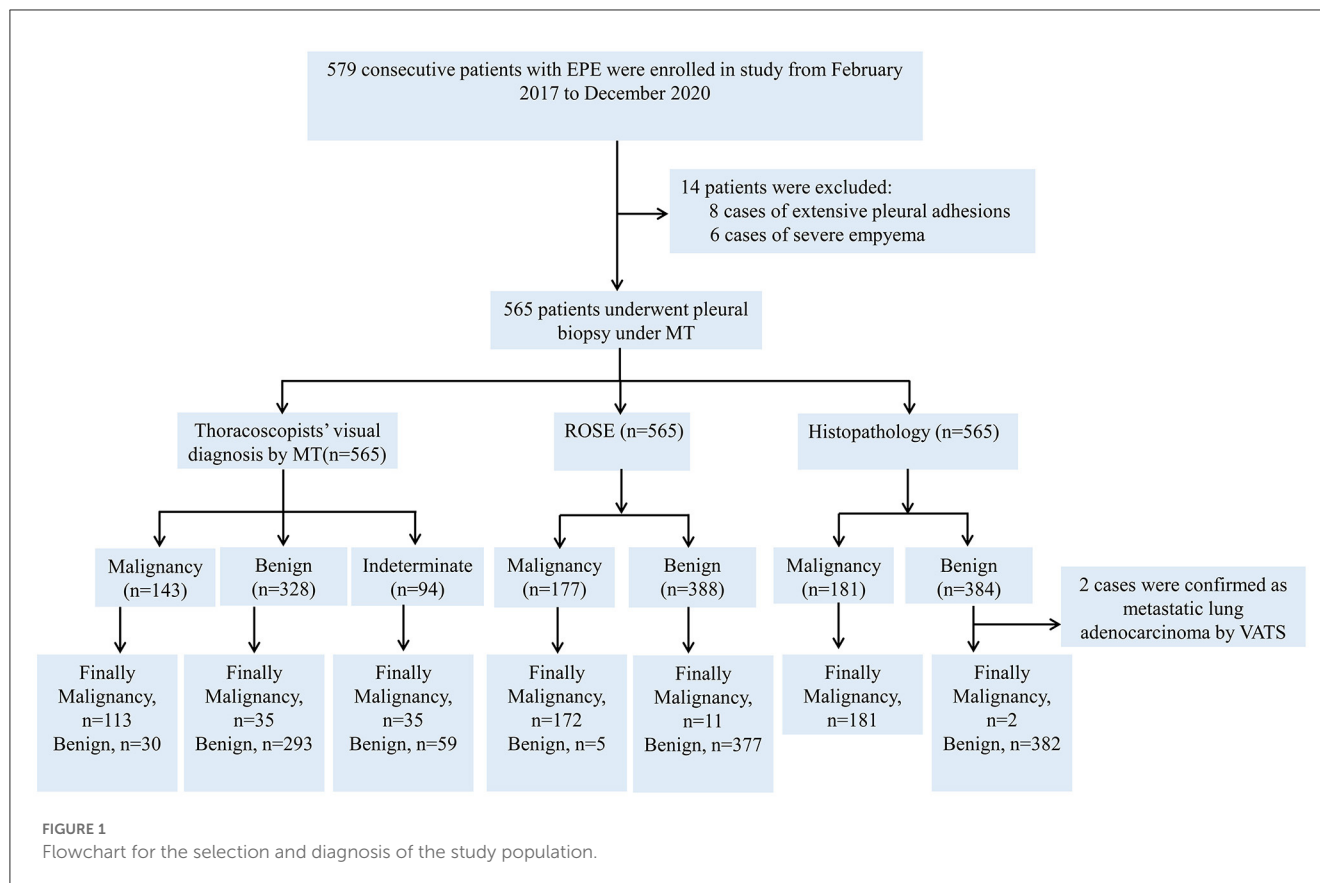 579 consecutive patients with EPE were enrolled in study from February
2017 to December 2020
14 patients were excluded:
8 cases of extensive pleural adhesions
6 cases of severe empyema
565 patients underwent pleural
biopsy under MT
Thoracoscopists’ visual
diagnosis by MT(n=565)
ROSE (n=565)
Histopathology (n=565)
Malignancy
(n=143)
Benign
(n=328)
Indeterminate
(n=94)
Malignancy
(n=177)
Benign
(n=388)
Malignancy
(n=181)
Benign
(n=384)
2 cases were confirmed as
metastatic lung
adenocarcinoma by VATS
Finally
Malignancy,
n=113
Benign, n=30
Finally
Malignancy,
n=35
Benign, n=293
Finally
Malignancy,
n=35
Benign, n=59
Finally
Malignancy,
n=172
Benign, n=5
Finally
Malignancy,
n=11
Benign, n=377
Finally
Malignancy,
n=181
Finally
Malignancy,
n=2
Benign, n=382
FIGURE 1
Flowchart for the selection and diagnosis of the study population.